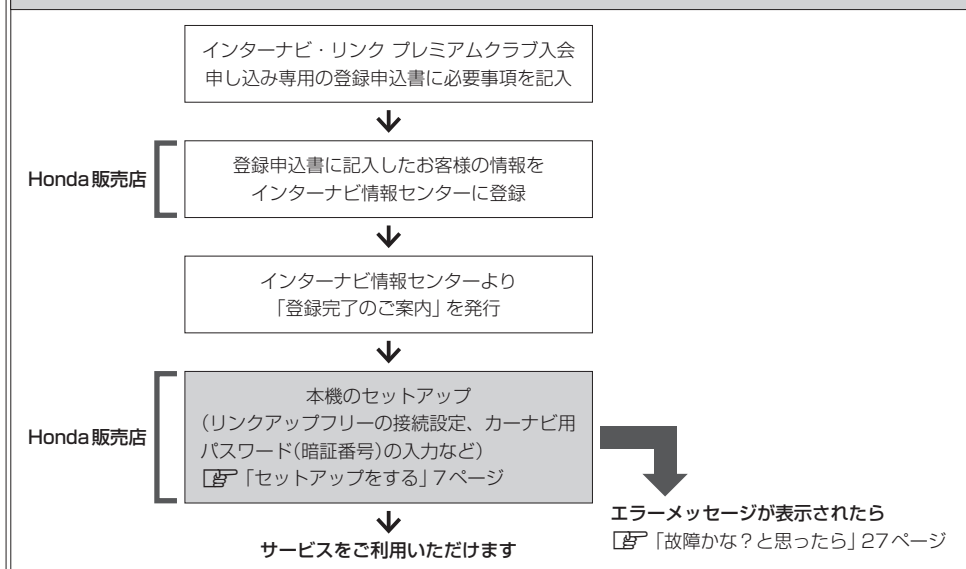 インターナビ・リンク プレミアムクラブ入会
申し込み専用の登録申込書に必要事項を記入
Honda販売店
登録申込書に記入したお客様の情報を
インターナビ情報センターに登録
インターナビ情報センターより
「登録完了のご案内」を発行
Honda販売店
本機のセットアップ
(リンクアップフリーの接続設定、カーナビ用
パスワード(暗証番号)の入力など)
「セットアップをする」7ページ
エラーメッセージが表示されたら
「故障かな?と思ったら」27ページ
サービスをご利用いただけます